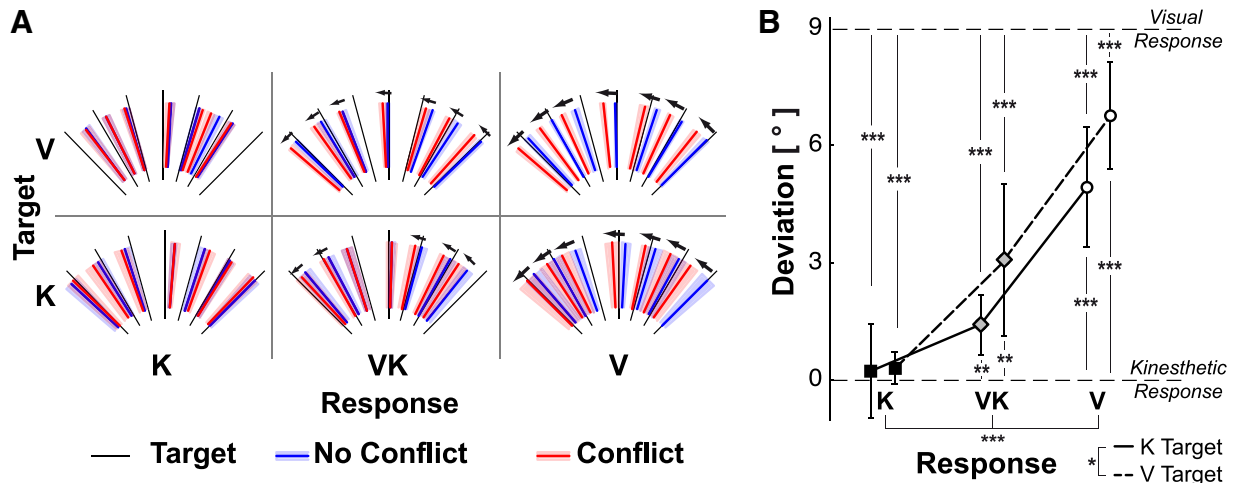 A
V
K
Target
K VK V
Response
Target No Conflict Conflict
B
9
6
3
0
Deviation [ ° ]
Visual
Response
***
***
***
***
***
***
***
***
**
**
Kinesthetic
Response
K VK V
***
Response
*
K Target
V Target